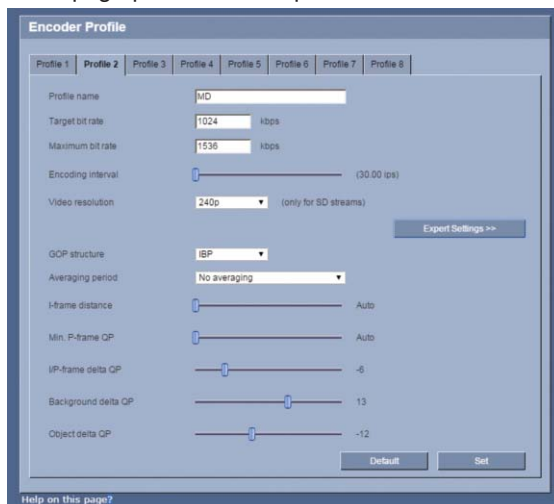 Encoder Profile
Profile 1 Profile 2 Profile 3 Profile 4 Profile 5 Profile 6 Profile 7 Profile 8
Profile name MD
Target bit rate 1024 kbps
Maximum bit rate 1536 kbps
Encoding interval (30.00 ips)
Video resolution 240p (only for SD streams)
Expert Settings >>
GOP structure IBP
Averaging period No averaging
I-frame distance Auto
Min. P-frame QP Auto
I/P-frame delta QP -6
Background delta QP 13
Object delta QP -12
Default Set
Help on this page?